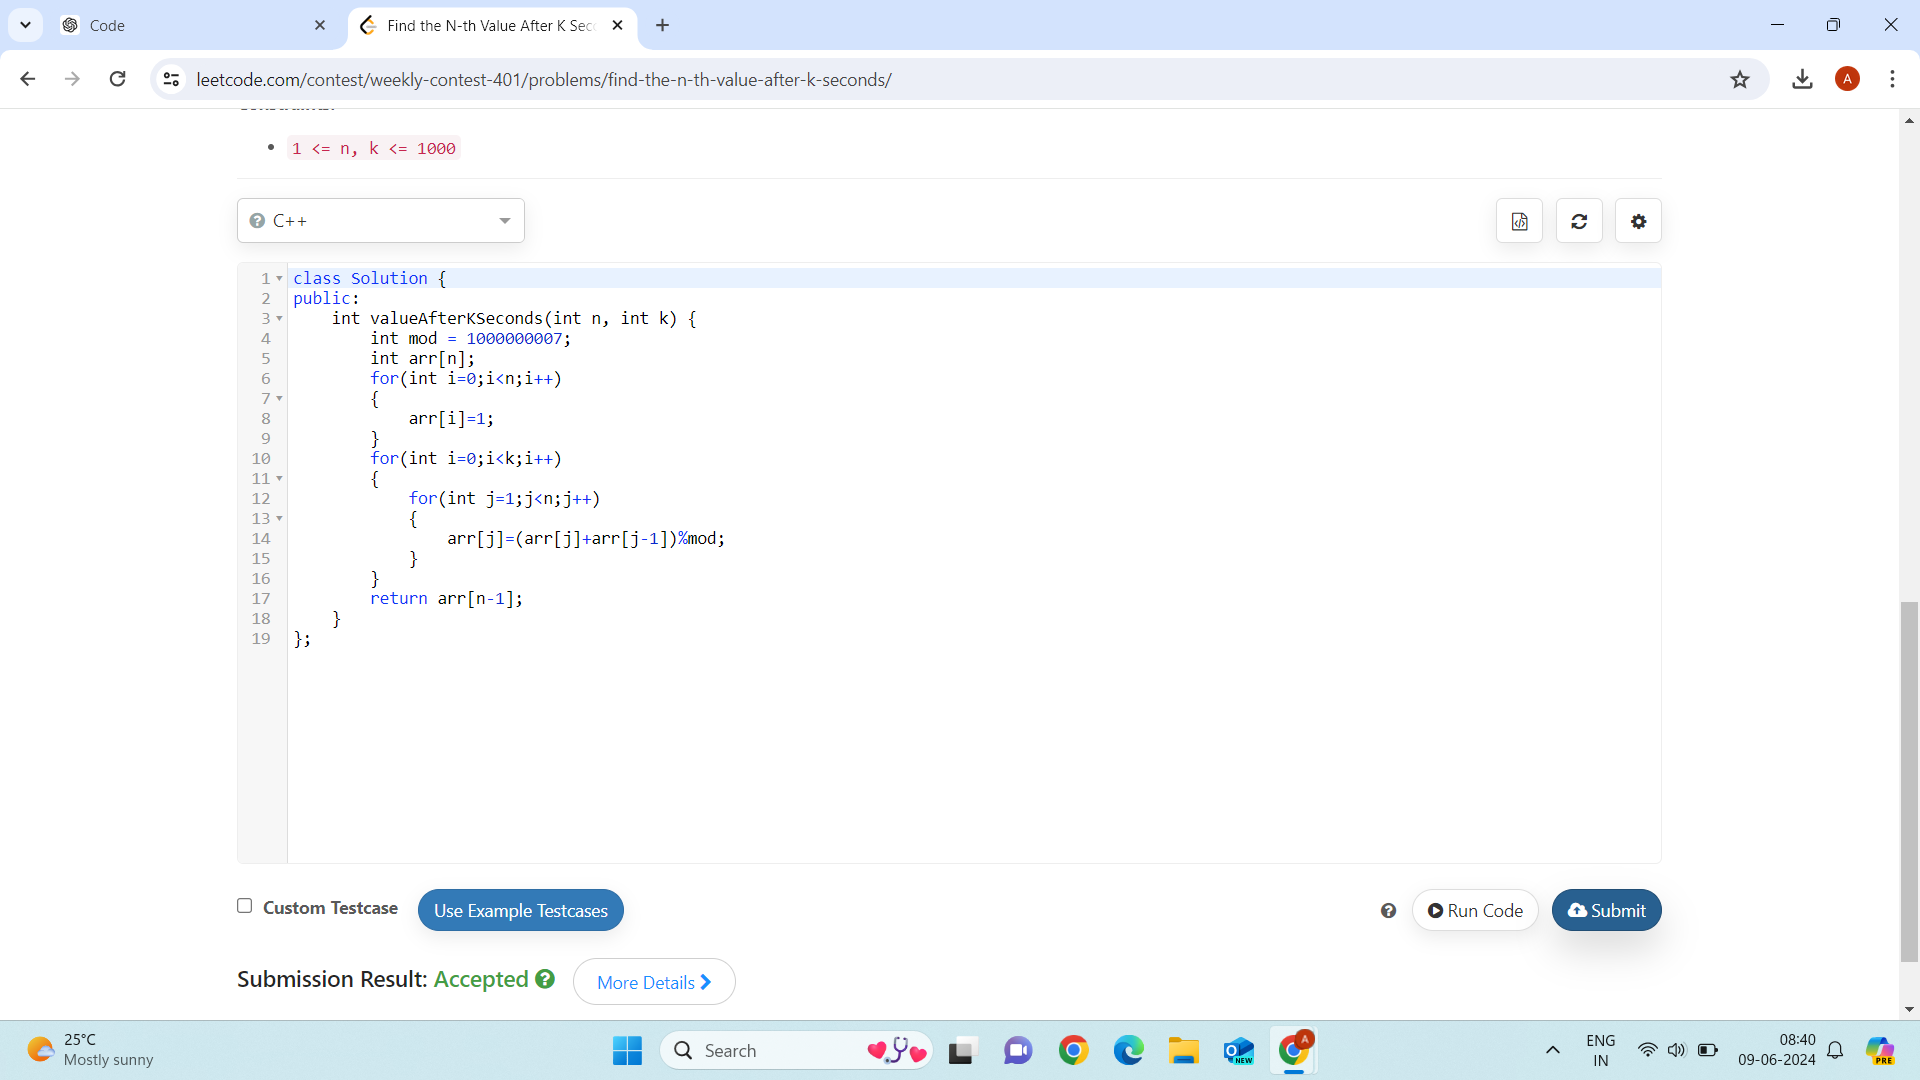 Code
Find the N-th Value After K Sec
leetcode.com/contest/weekly-contest-401/problems/find-the-n-th-value-after-k-seconds/
A
1 <= n, k <= 1000
C++
1 class Solution {
2 public:
3 int valueAfterKSeconds(int n, int k) {
4 int mod = 1000000007;
5 int arr[n];
6 for(int i=0;i<n;i++)
7 {
8 arr[i]=1;
9 }
10 for(int i=0;i<k;i++)
11 {
12 for(int j=1;j<n;j++)
13 {
14 arr[j]=(arr[j]+arr[j-1])%mod;
15 }
16 }
17 return arr[n-1];
18 }
19 };
Custom Testcase
Use Example Testcases
Run Code
Submit
Submission Result: Accepted
More Details
25°C
Mostly sunny
Search
NEW
A
ENG
IN
08:40
09-06-2024
PRE